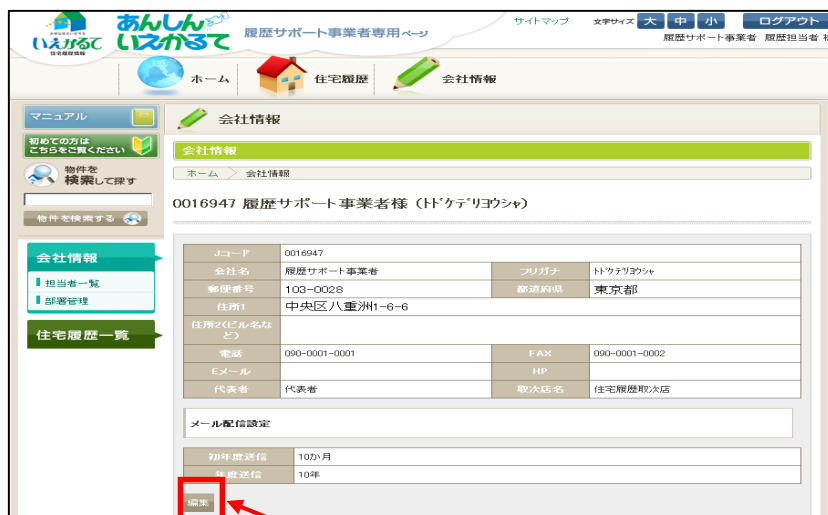 いえかるて
住宅履歴情報
あんしん
いえかるて
履歴サポート事業者専用ページ
サイトマップ 文字サイズ 大 中 小 ログアウト
履歴サポート事業者 履歴担当者 様
ホーム 住宅履歴 会社情報
マニュアル
初めての方は
こちらをご覧ください
物件を
検索して探す
物件を検索する
会社情報
担当者一覧
部署管理
住宅履歴一覧
会社情報
会社情報
ホーム 会社情報
0016947 履歴サポート事業者様 (トドケデリヨウシャ)
Jコード 0016947
会社名 履歴サポート事業者 フリガナ トドケデリヨウシャ
郵便番号 103-0028 都道府県 東京都
住所1 中央区八重洲1-6-6
住所2(ビル名な
ど)
電話 090-0001-0001 FAX 090-0001-0002
Eメール HP
代表者 代表者 取次店名 住宅履歴取次店
メール配信設定
初年度送信 10か月
年度送信 10年
編集